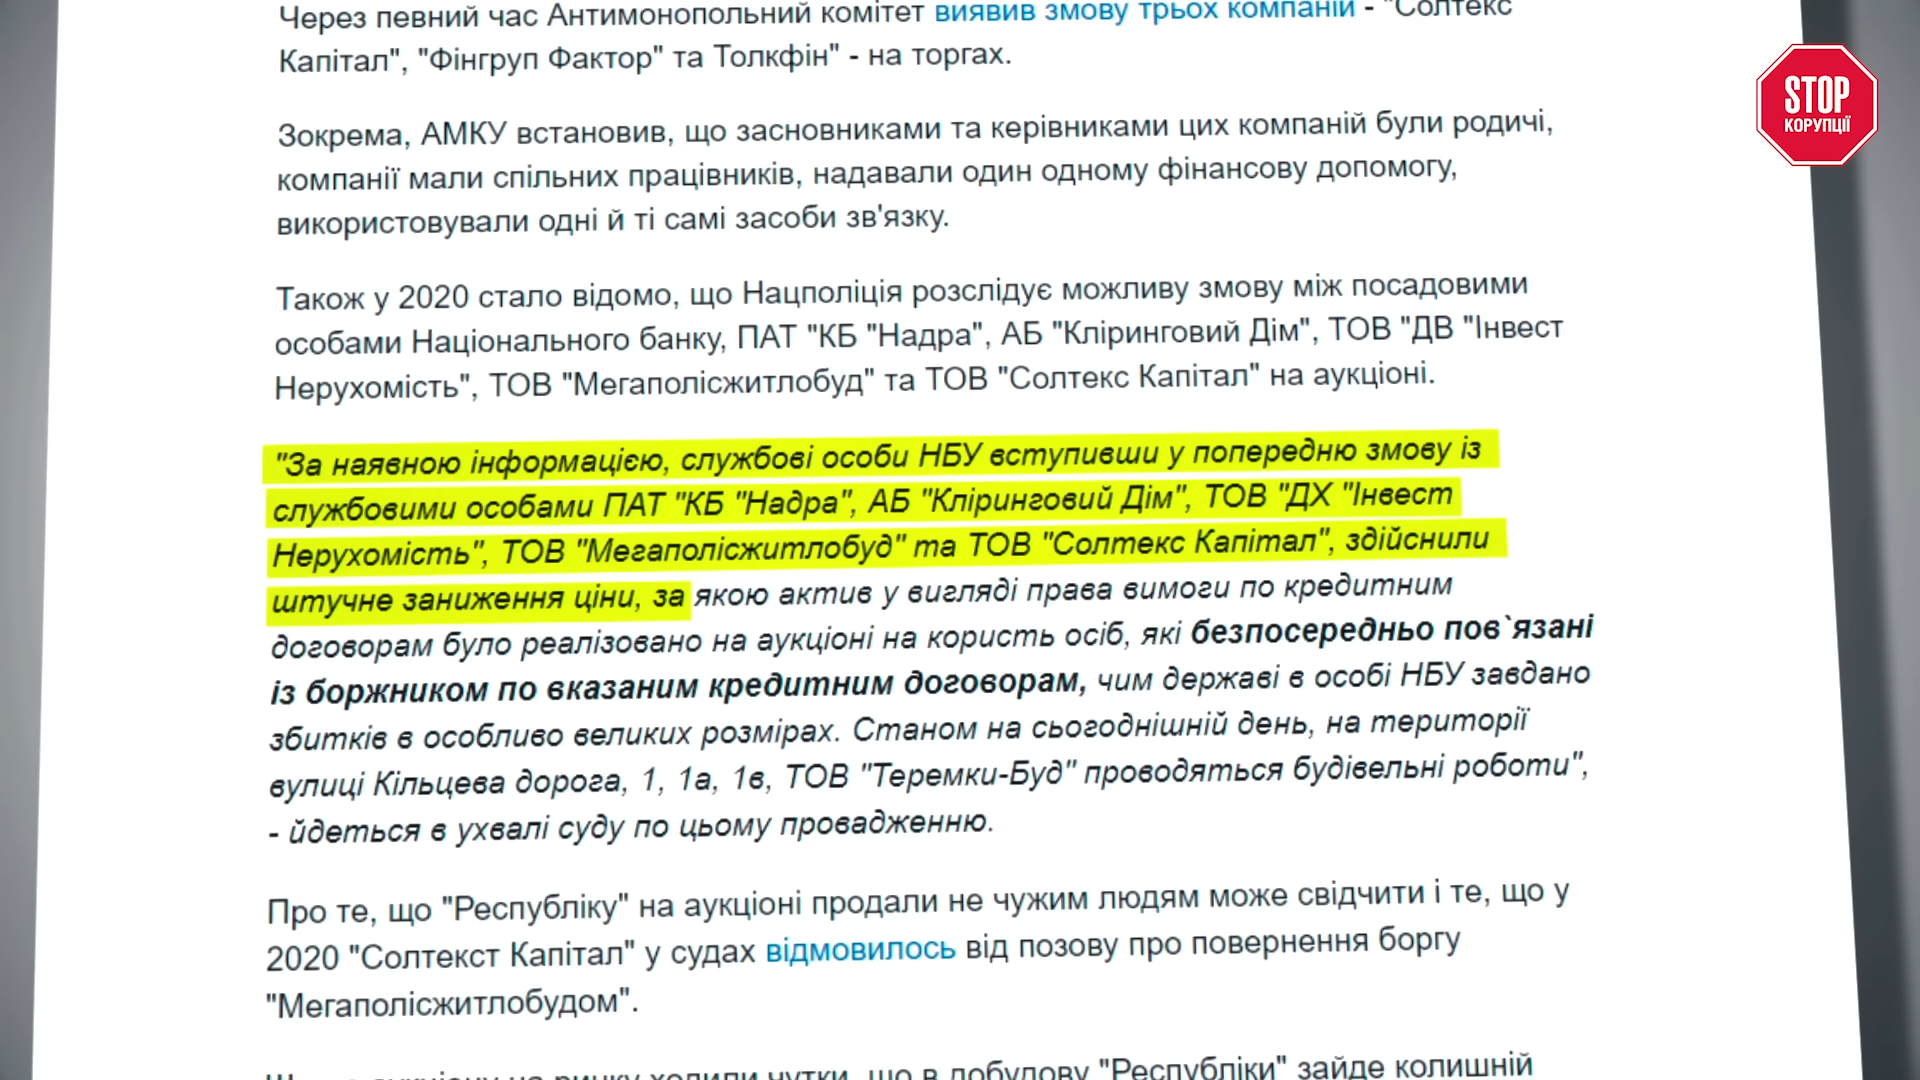 Через певний час Антимонопольний комітет виявив змову трьох компаній - "Солтекс
Капітал", "Фінгруп Фактор" та Толкфін" - на торгах.
STOP
КОРУПЦІЇ
Зокрема, АМКУ встановив, що засновниками та керівниками цих компаній були родичі,
компанії мали спільних працівників, надавали один одному фінансову допомогу,
використовували одні й ті самі засоби зв'язку.
Також у 2020 стало відомо, що Нацполіція розслідує можливу змову між посадовими
особами Національного банку, ПАТ "КБ "Надра", АБ "Кліринговий Дім", ТОВ "ДВ "Інвест
Нерухомість", ТОВ "Мегаполісжитлобуд" та ТОВ "Солтекс Капітал" на аукціоні.
"За наявною інформацією, службові особи НБУ вступивши у попередню змову із
службовими особами ПАТ "КБ "Надра", АБ "Кліринговий Дім", ТОВ "ДХ "Інвест
Нерухомість", ТОВ "Мегаполісжитлобуд" та ТОВ "Солтекс Капітал", здійснили
штучне заниження ціни, за якою актив у вигляді права вимоги по кредитним
договорам було реалізовано на аукціоні на користь осіб, які безпосередньо пов`язані
із боржником по вказаним кредитним договорам, чим державі в особі НБУ завдано
збитків в особливо великих розмірах. Станом на сьогоднішній день, на території
вулиці Кільцева дорога, 1, 1а, 1в, ТОВ "Теремки-Буд" проводяться будівельні роботи",
- йдеться в ухвалі суду по цьому провадженню.
Про те, що "Республіку" на аукціоні продали не чужим людям може свідчити і те, що у
2020 "Солтекст Капітал" у судах відмовилось від позову про повернення боргу
"Мегаполісжитлобудом".
на ринку ходили чутки, що в добудову "Республіки" зайде колишній